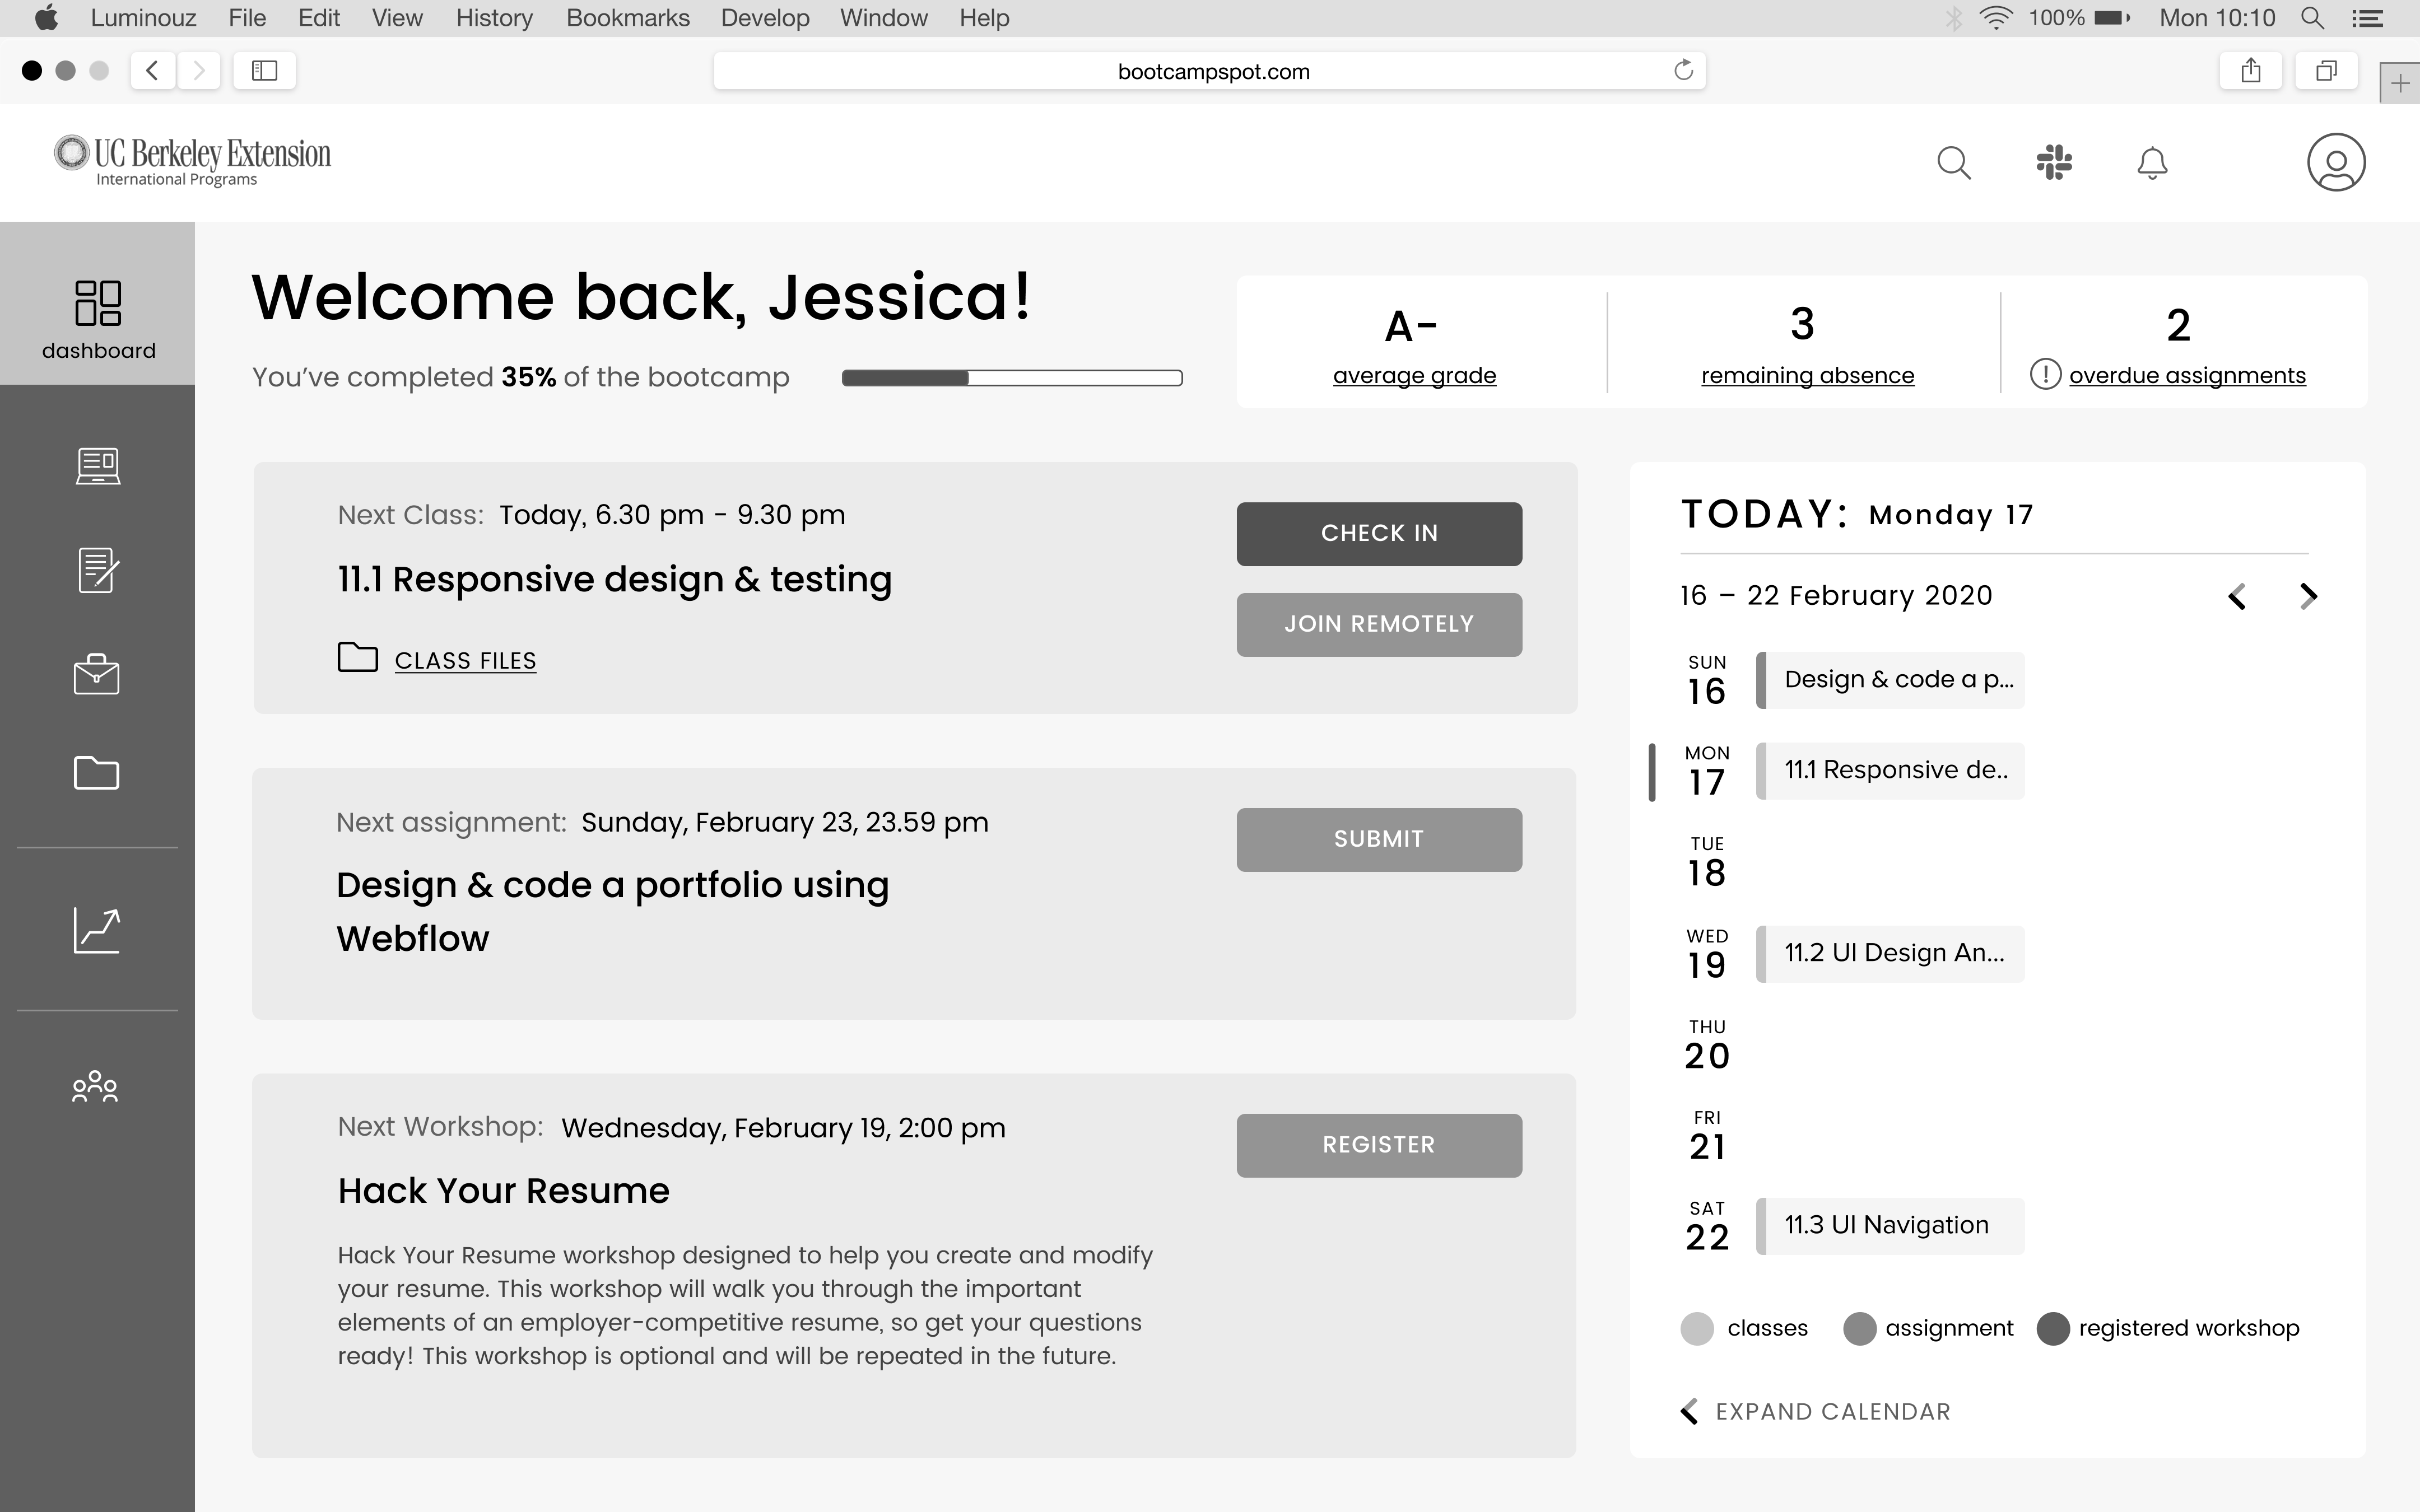 Luminouz File Edit View History Bookmarks Develop Window Help 100% Mon 10:10
bootcampspot.com
UC Berkeley Extension
International Programs
dashboard
Welcome back, Jessica!
You've completed 35% of the bootcamp
A-
average grade
3
remaining absence
2
overdue assignments
Next Class: Today, 6.30 pm - 9.30 pm
11.1 Responsive design & testing
CLASS FILES
CHECK IN
JOIN REMOTELY
Next assignment: Sunday, February 23, 23.59 pm
Design & code a portfolio using
Webflow
SUBMIT
Next Workshop: Wednesday, February 19, 2:00 pm
Hack Your Resume
Hack Your Resume workshop designed to help you create and modify
your resume. This workshop will walk you through the important
elements of an employer-competitive resume, so get your questions
ready! This workshop is optional and will be repeated in the future.
REGISTER
TODAY: Monday 17
16 – 22 February 2020
SUN
16
Design & code a p...
MON
17
11.1 Responsive de..
TUE
18
WED
19
11.2 UI Design An...
THU
20
FRI
21
SAT
22
11.3 UI Navigation
classes assignment registered workshop
EXPAND CALENDAR